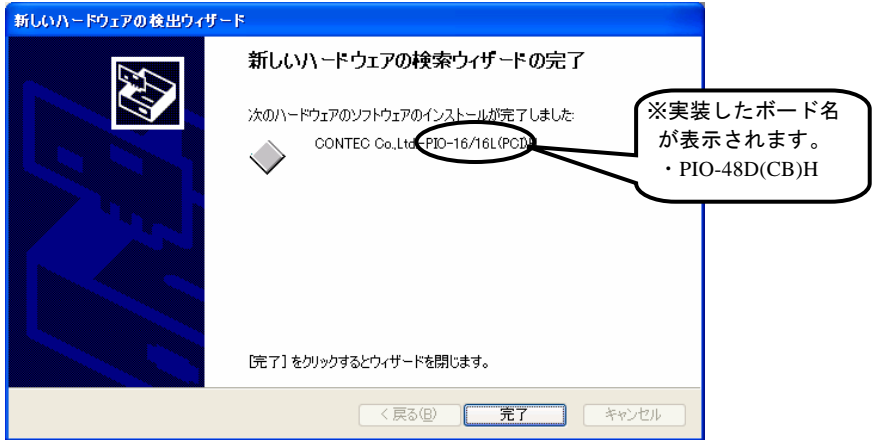 新しいハードウェアの検出ウィザード
新しいハードウェアの検索ウィザードの完了
次のハードウェアのソフトウェアのインストールが完了しました:
CONTEC Co.,Ltd-PIO-16/16L(PCI)
※実装したボード名
が表示されます。
・PIO-48D(CB)H
[完了] をクリックするとウィザードを閉じます。
< 戻る(B)
完了
キャンセル